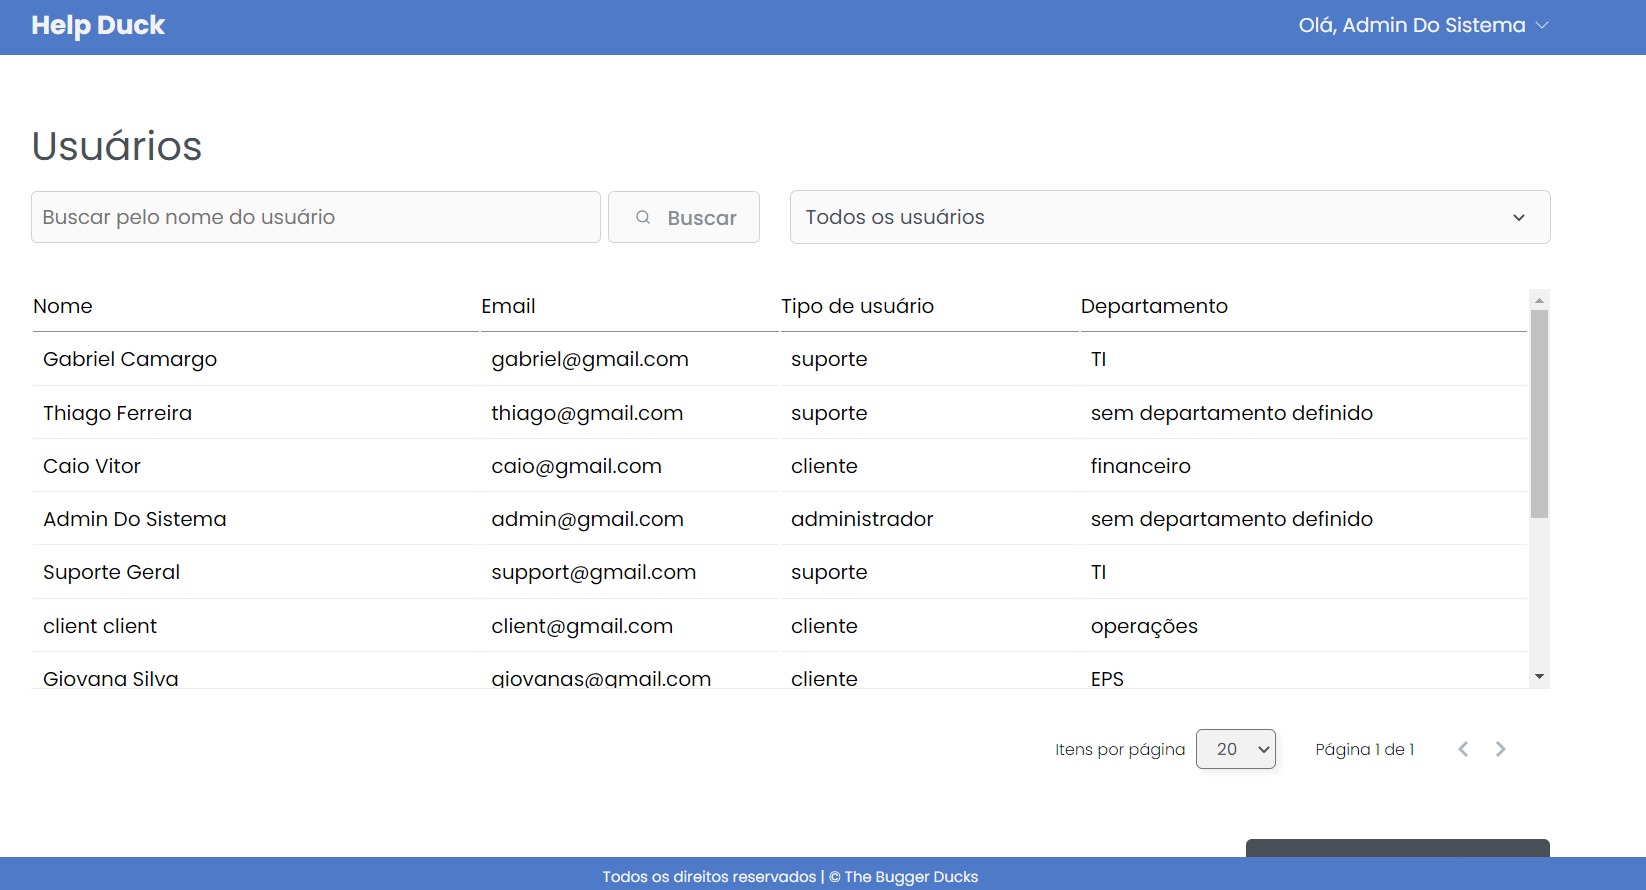 Help Duck
Olá, Admin Do Sistema
Usuários
Buscar pelo nome do usuário
Buscar
Todos os usuários
Nome Email Tipo de usuário Departamento
Gabriel Camargo gabriel@gmail.com suporte TI
Thiago Ferreira thiago@gmail.com suporte sem departamento definido
Caio Vitor caio@gmail.com cliente financeiro
Admin Do Sistema admin@gmail.com administrador sem departamento definido
Suporte Geral support@gmail.com suporte TI
client client client@gmail.com cliente operações
Giovana Silva giovanas@gmail.com cliente EPS
Itens por página 20 Página 1 de 1
Todos os direitos reservados | © The Bugger Ducks